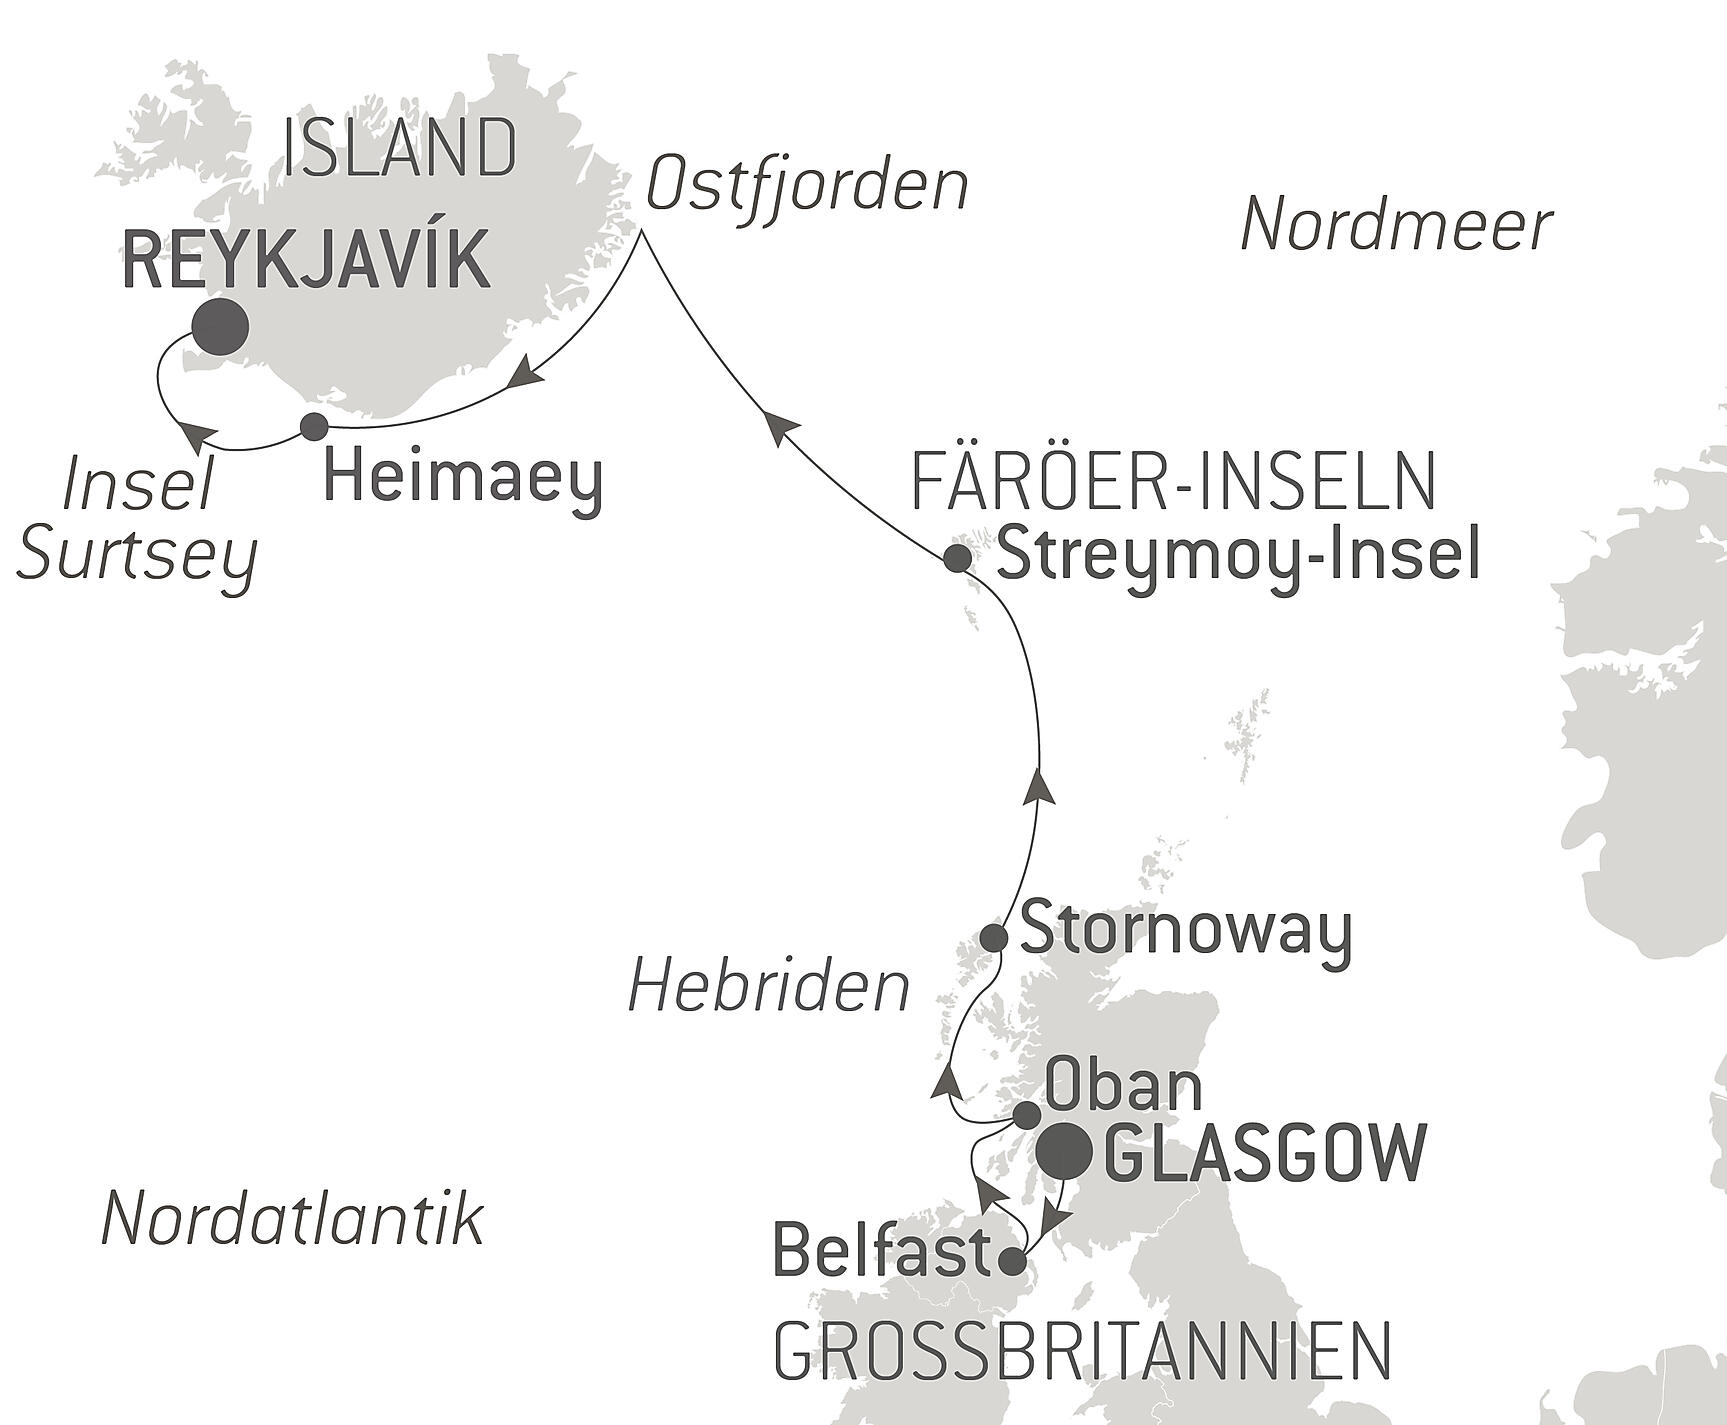 ISLAND
Ostfjorden
Nordmeer
REYKJAVÍK
Insel
Surtsey
Heimaey
FÄRÖER-INSELN
Streymoy-Insel
Stornoway
Hebriden
Oban
GLASGOW
Nordatlantik
Belfast
GROSSBRITANNIEN